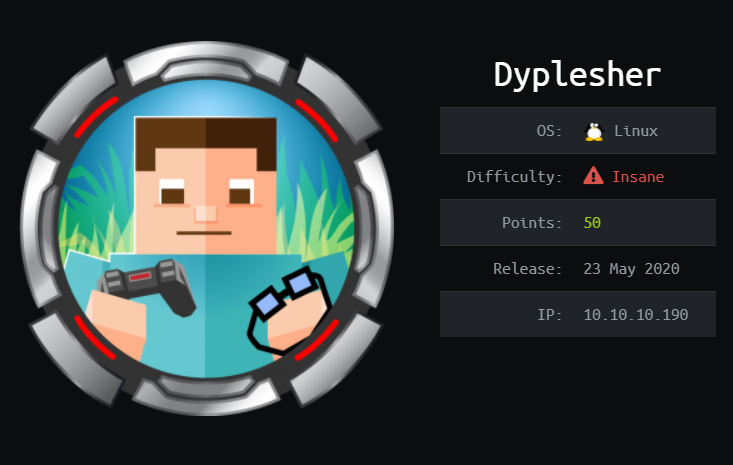 Dyplesher
OS: Linux
Difficulty: Insane
Points: 50
Release: 23 May 2020
IP: 10.10.10.190